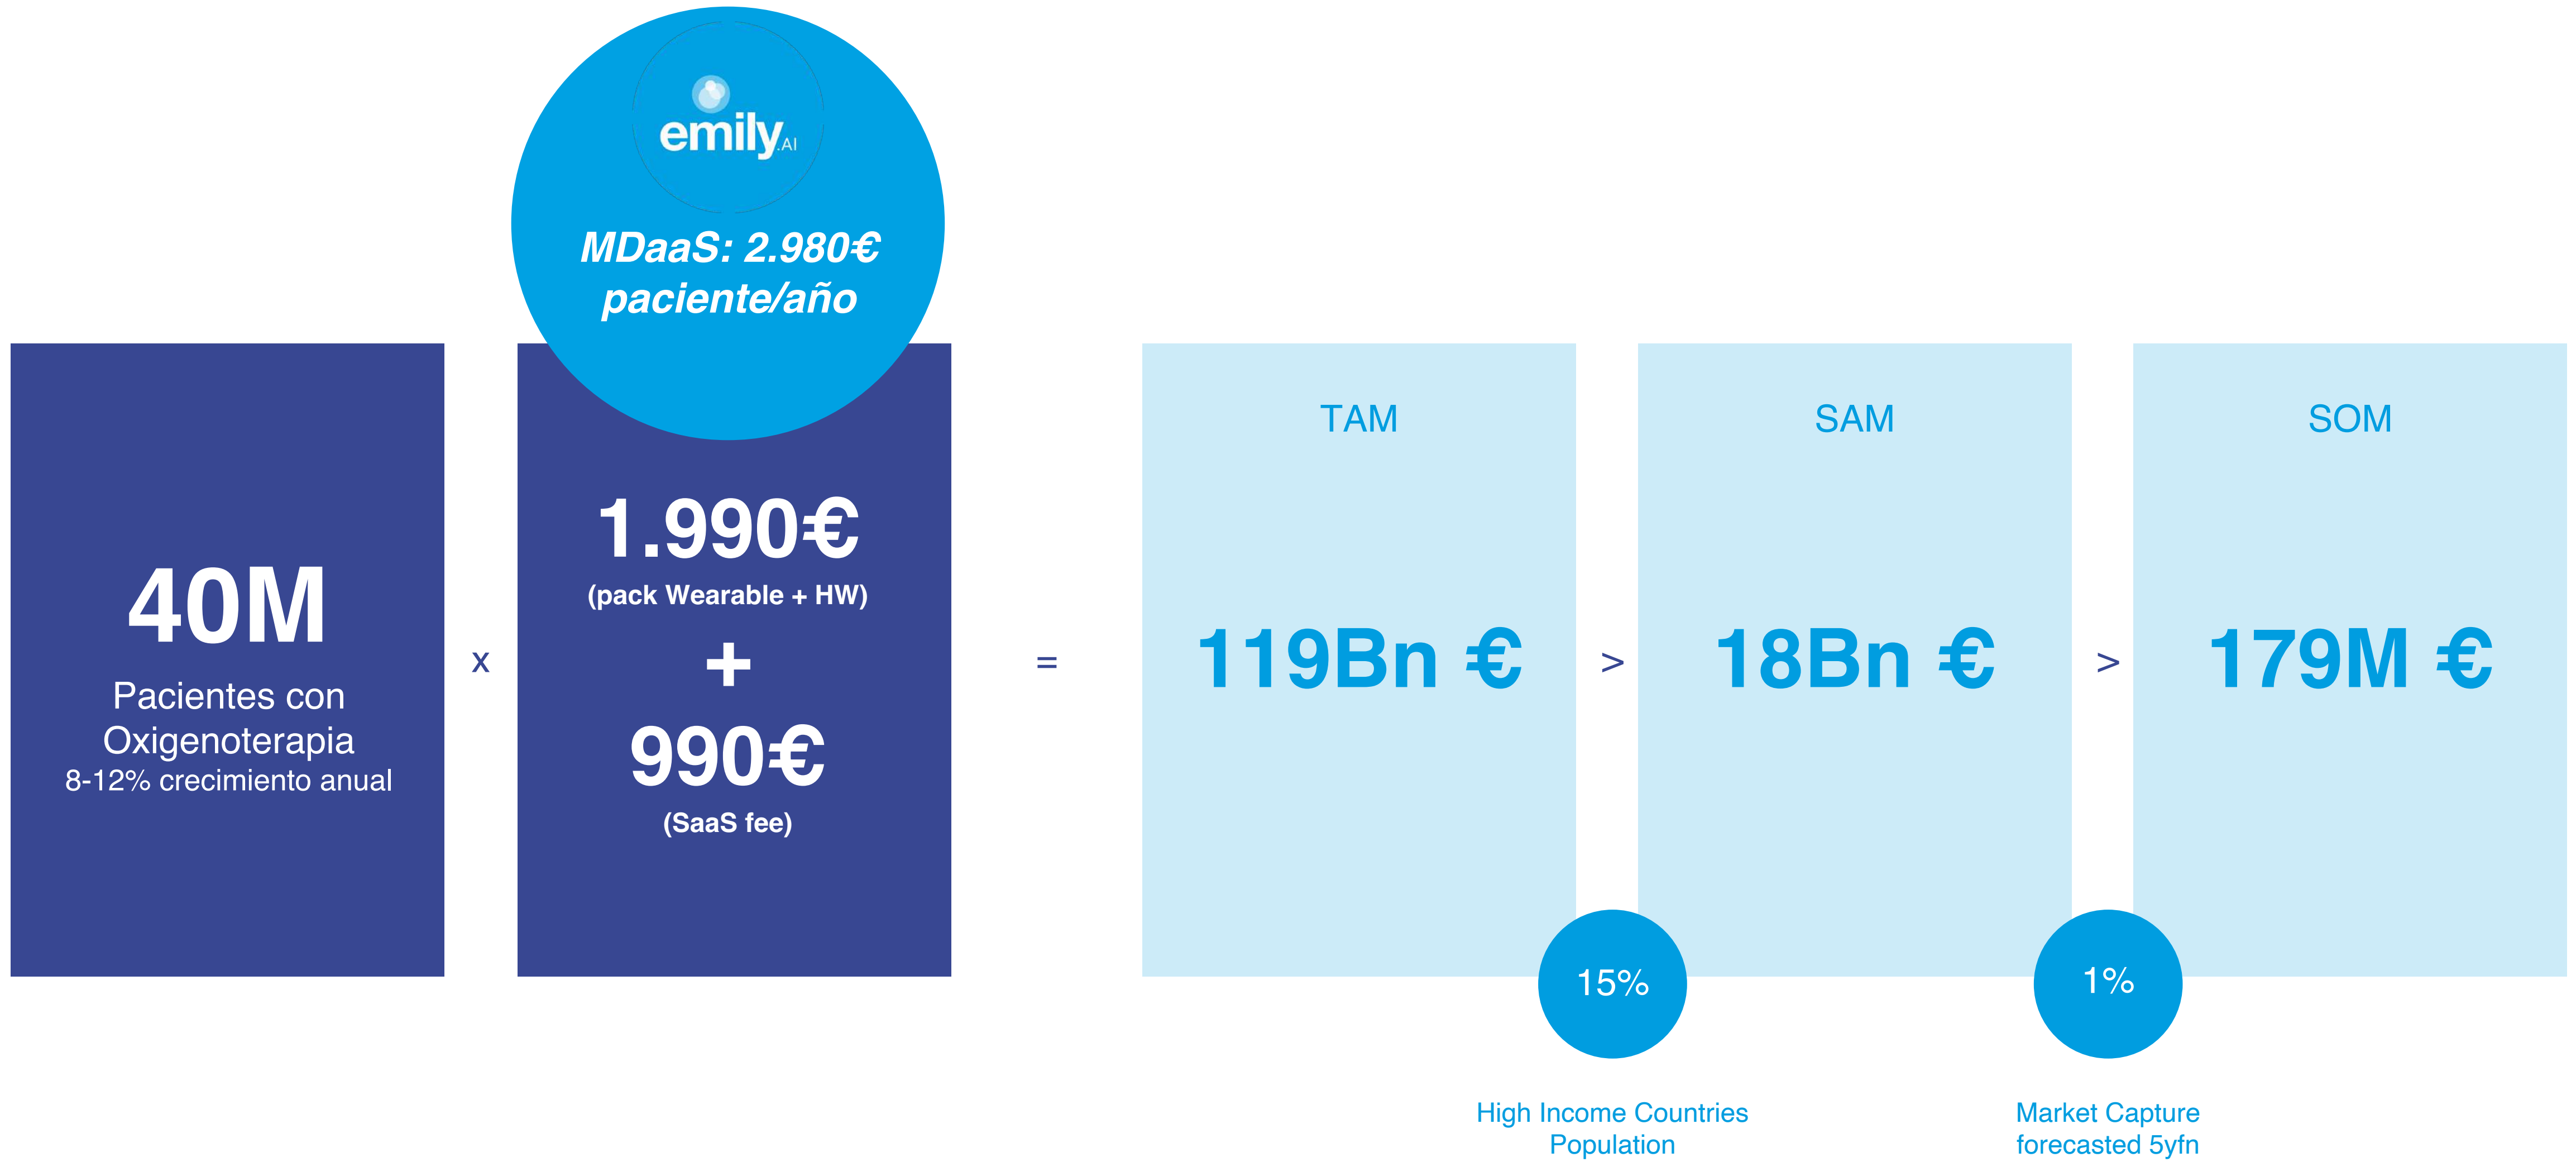 emily.AI
MDaaS: 2.980€
paciente/año
40M
Pacientes con
Oxigenoterapia
8-12% crecimiento anual
x
1.990€
(pack Wearable + HW)
+
990€
(SaaS fee)
=
TAM
119Bn €
>
SAM
18Bn €
>
SOM
179M €
15%
High Income Countries
Population
1%
Market Capture
forecasted 5yfn